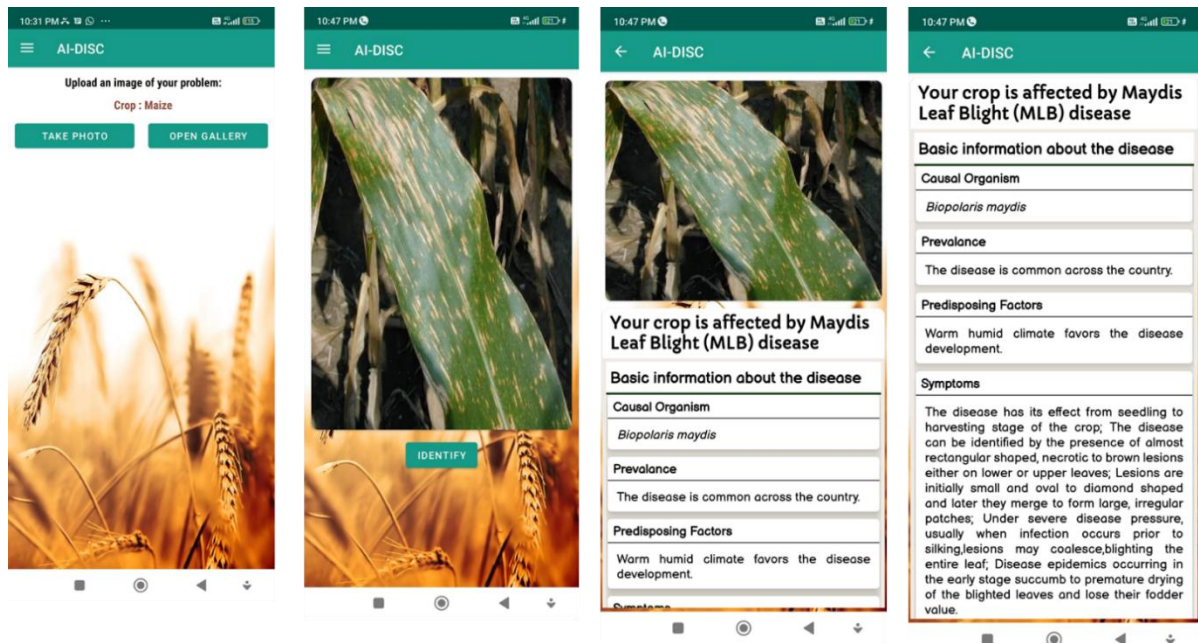 10:31 PM
AI-DISC
Upload an image of your problem:
Crop : Maize
TAKE PHOTO
OPEN GALLERY
10:47 PM
AI-DISC
IDENTIFY
10:47 PM
AI-DISC
Your crop is affected by Maydis
Leaf Blight (MLB) disease
Basic information about the disease
Causal Organism
Biopolaris maydis
Prevalance
The disease is common across the country.
Predisposing Factors
Warm humid climate favors the disease
development.
Symptoms
10:47 PM
AI-DISC
Your crop is affected by Maydis
Leaf Blight (MLB) disease
Basic information about the disease
Causal Organism
Biopolaris maydis
Prevalance
The disease is common across the country.
Predisposing Factors
Warm humid climate favors the disease
development.
Symptoms
The disease has its effect from seedling to
harvesting stage of the crop; The disease
can be identified by the presence of almost
rectangular shaped, necrotic to brown lesions
either on lower or upper leaves; Lesions are
initially small and oval to diamond shaped
and later they merge to form large, irregular
patches; Under severe disease pressure,
usually when infection occurs prior to
silking,lesions may coalesce,blighting the
entire leaf; Disease epidemics occurring in
the early stage succumb to premature drying
of the blighted leaves and lose their fodder
value.